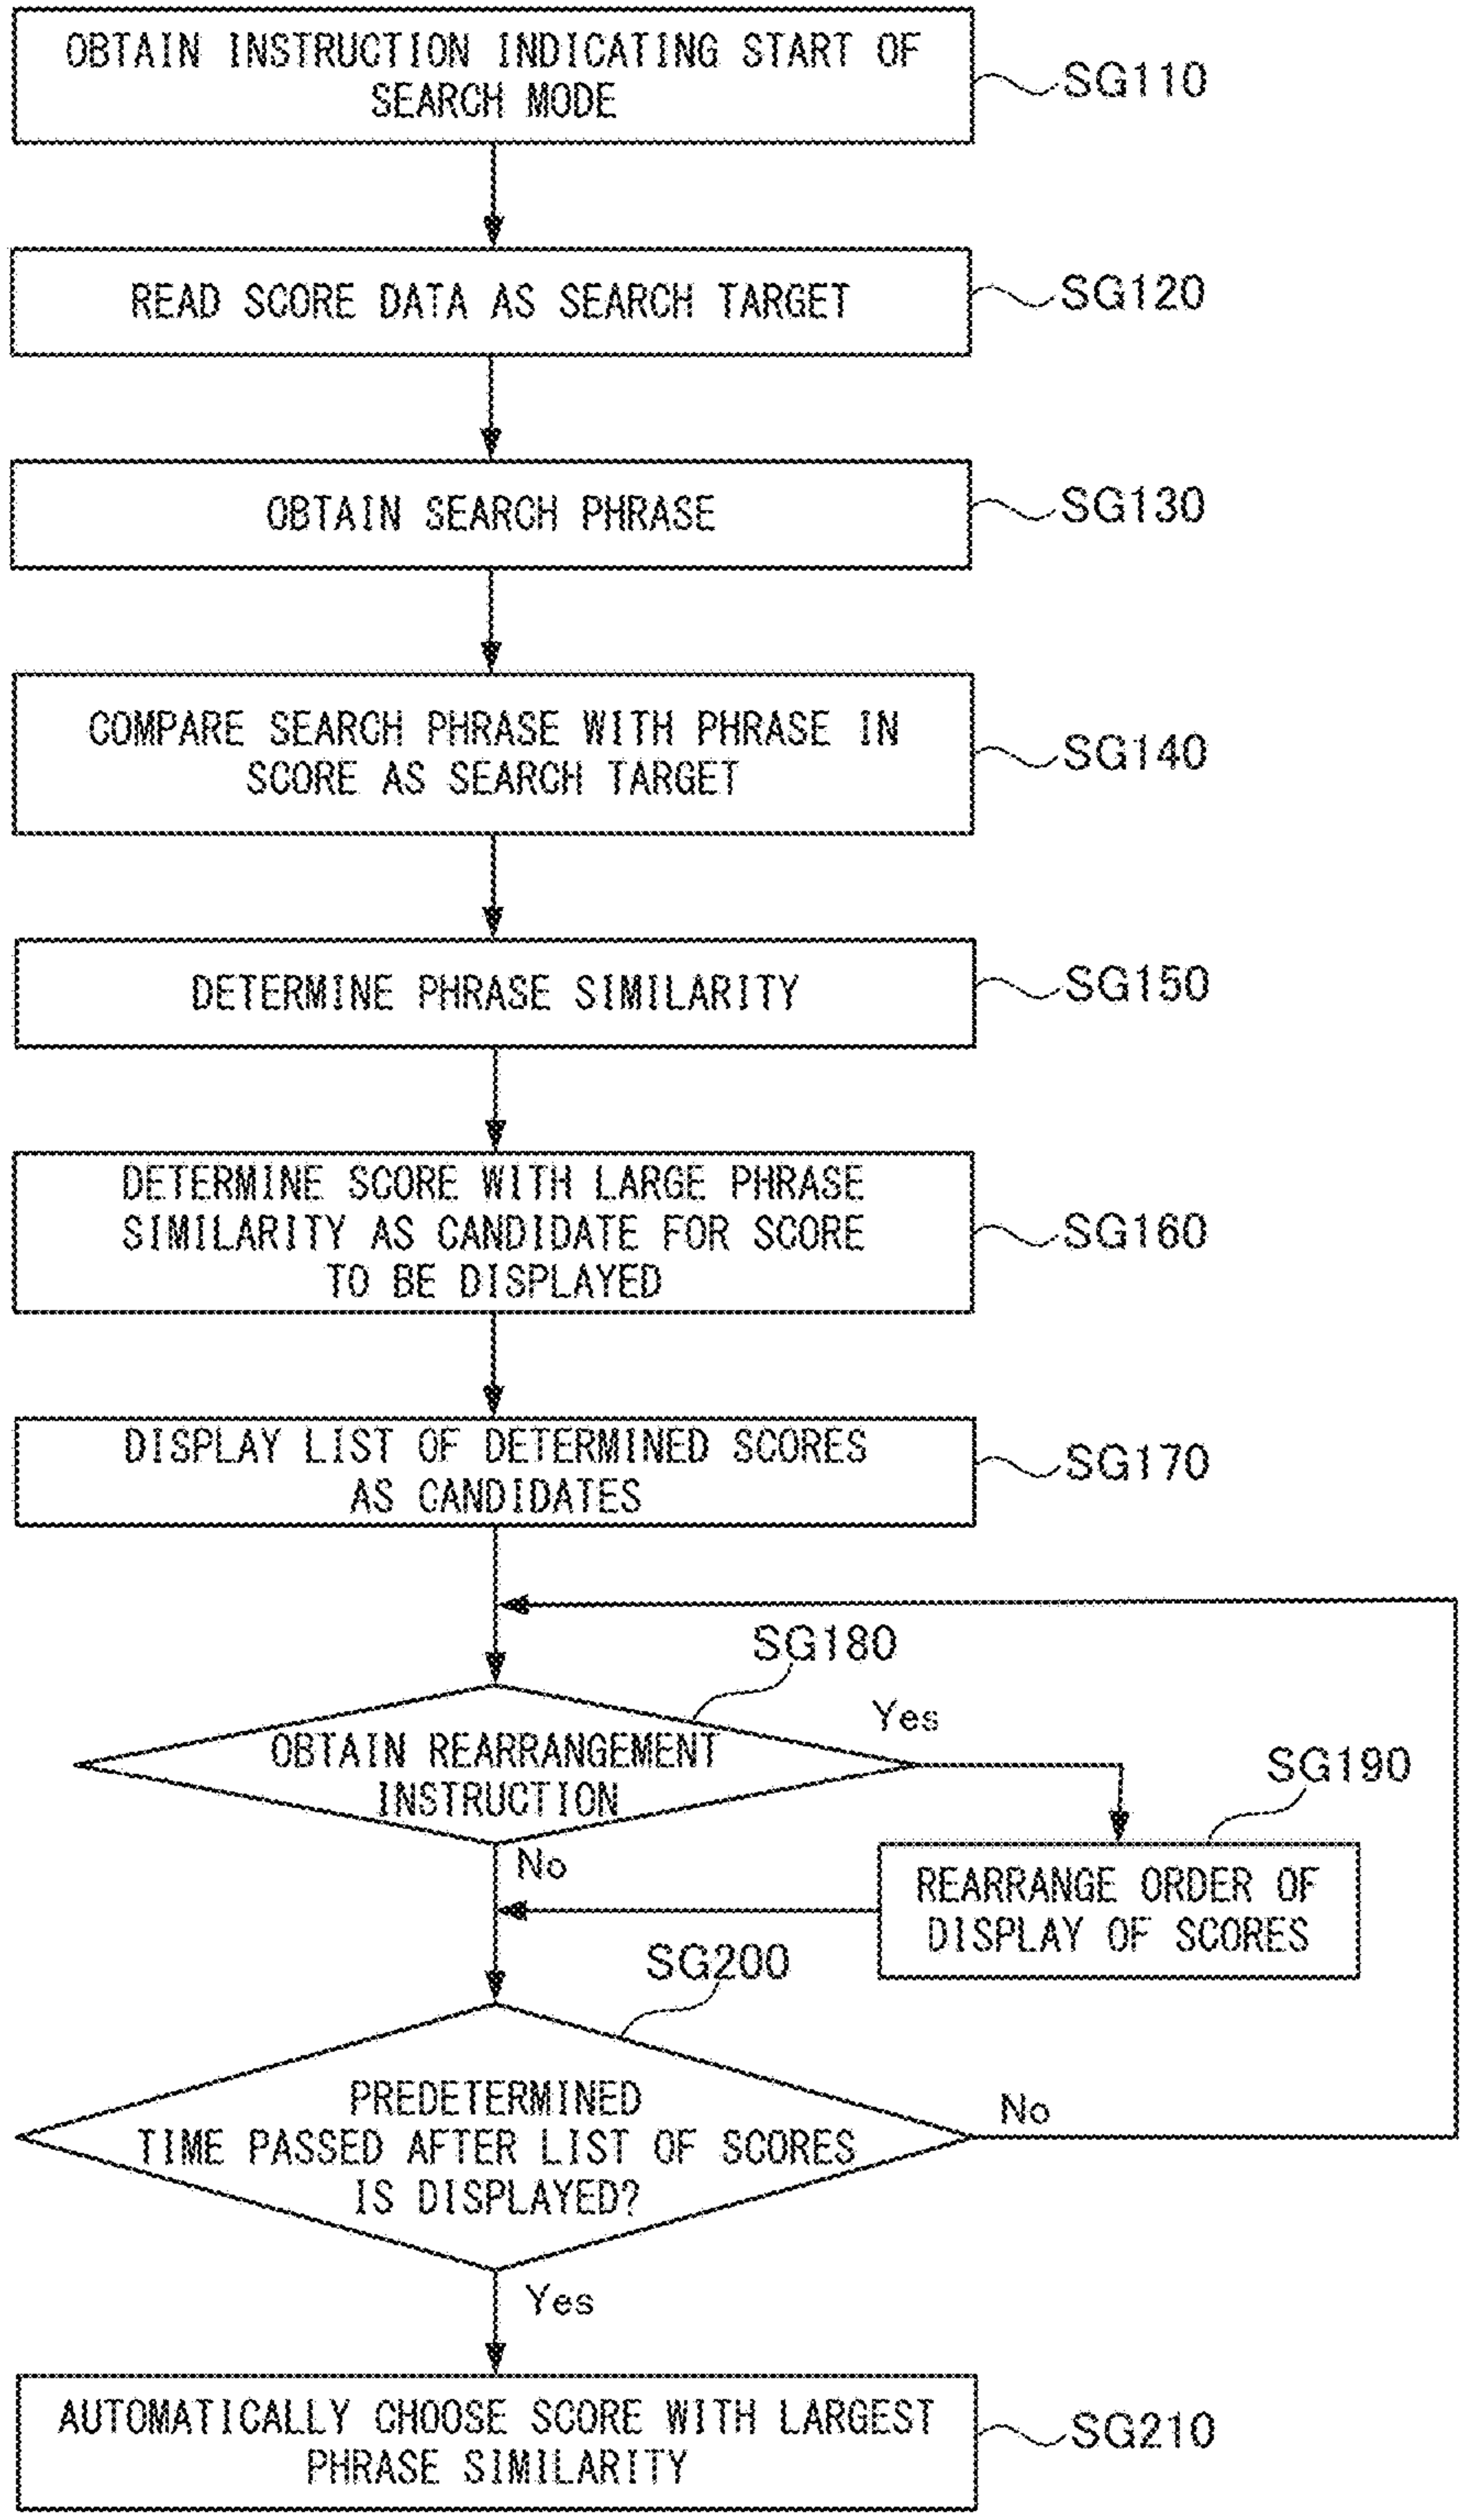 OBTAIN INSTRUCTION INDICATING START OF
SEARCH MODE
SG110
READ SCORE DATA AS SEARCH TARGET
SG120
OBTAIN SEARCH PHRASE
SG130
COMPARE SEARCH PHRASE WITH PHRASE IN
SCORE AS SEARCH TARGET
SG140
DETERMINE PHRASE SIMILARITY
SG150
DETERMINE SCORE WITH LARGE PHRASE
SIMILARITY AS CANDIDATE FOR SCORE
TO BE DISPLAYED
SG160
DISPLAY LIST OF DETERMINED SCORES
AS CANDIDATES
SG170
SG180
OBTAIN REARRANGEMENT
INSTRUCTION
Yes
No
SG190
REARRANGE ORDER OF
DISPLAY OF SCORES
SG200
PREDETERMINED
TIME PASSED AFTER LIST OF SCORES
IS DISPLAYED?
No
Yes
AUTOMATICALLY CHOOSE SCORE WITH LARGEST
PHRASE SIMILARITY
SG210